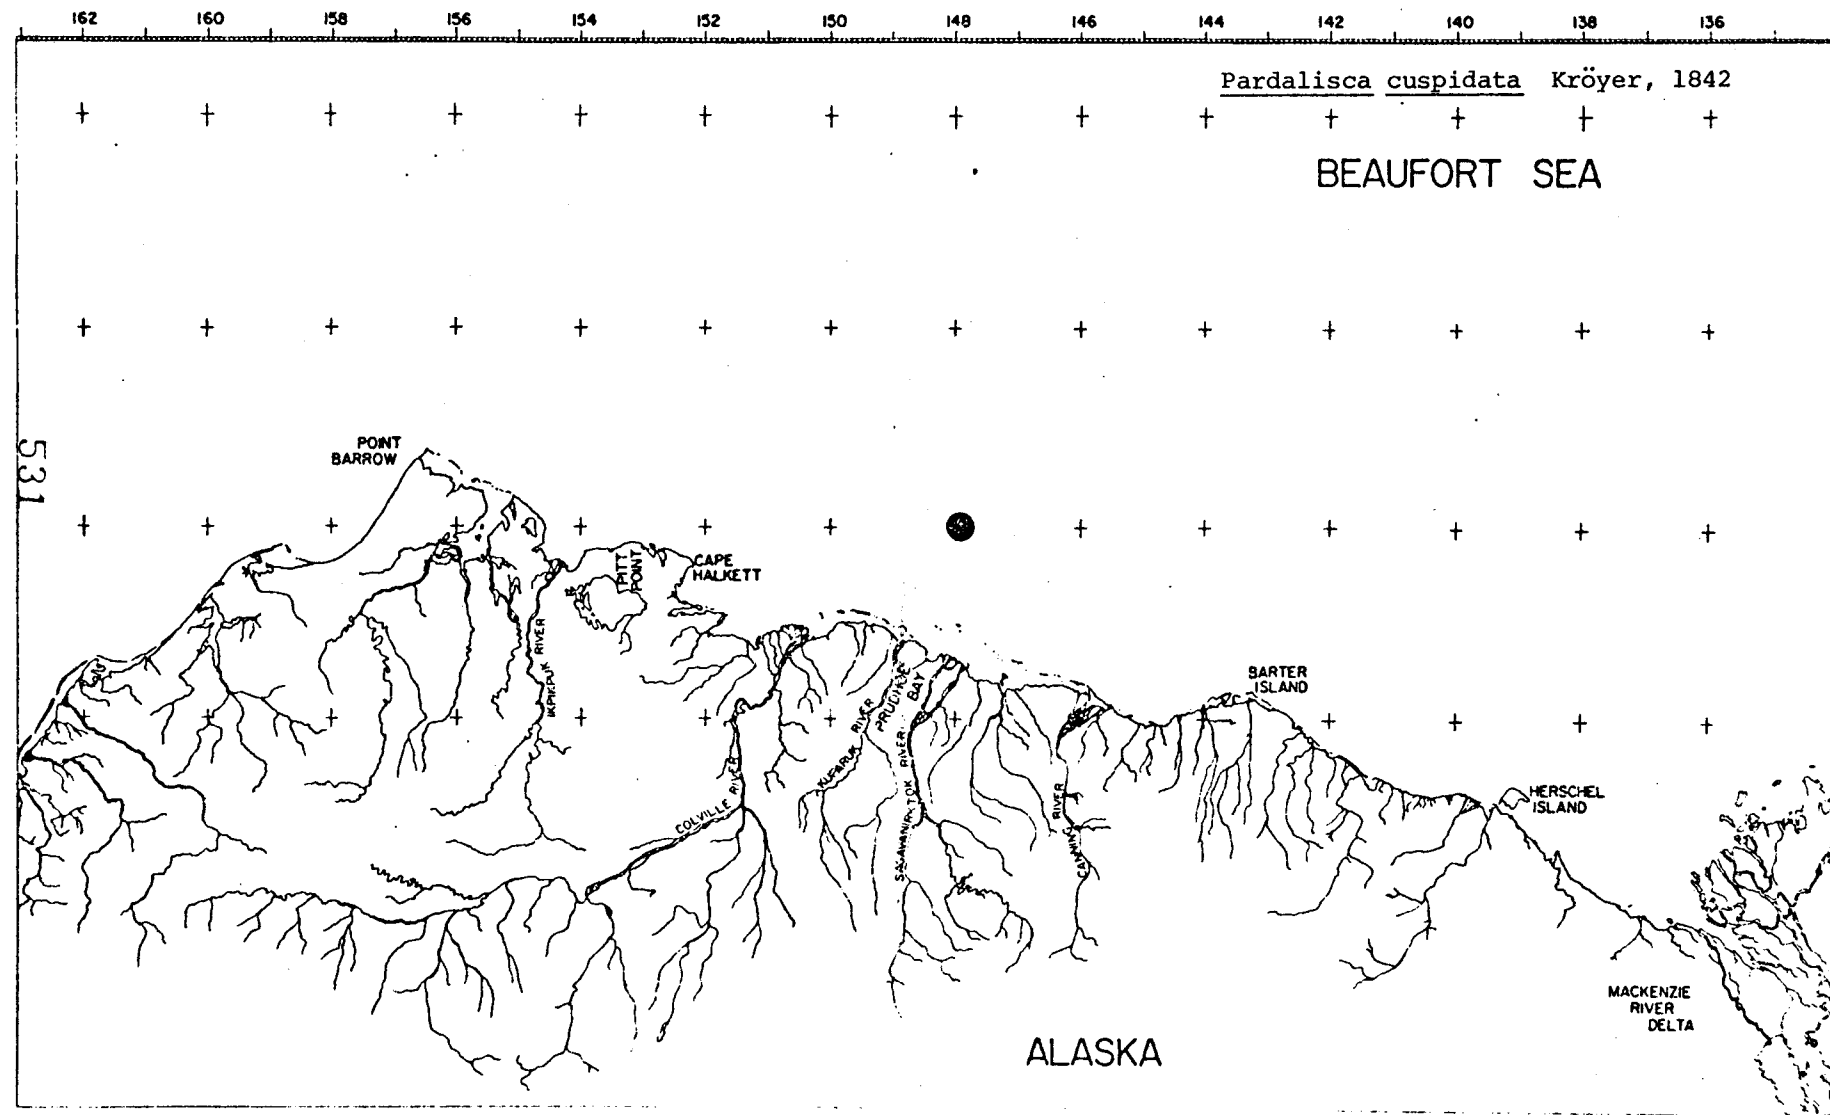 162 160 158 156 154 152 150 148 146 144 142 140 138 136
Pardalisca cuspidata Kröyer, 1842
BEAUFORT SEA
531
POINT
BARROW
PITT
POINT
CAPE
HALKETT
IKPIKPUK RIVER
COLVILLE RIVER
KUPARUK RIVER
PRUDHOE
BAY
SAGAVANIRKTOK RIVER
CANNING RIVER
BARTER
ISLAND
HERSCHEL
ISLAND
MACKENZIE
RIVER
DELTA
ALASKA